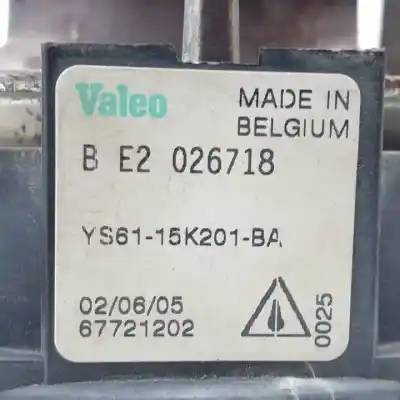 Valeo
MADE IN
BELGIUM
B E2 026718
YS61-15K201-BA
02/06/05
67721202
0025